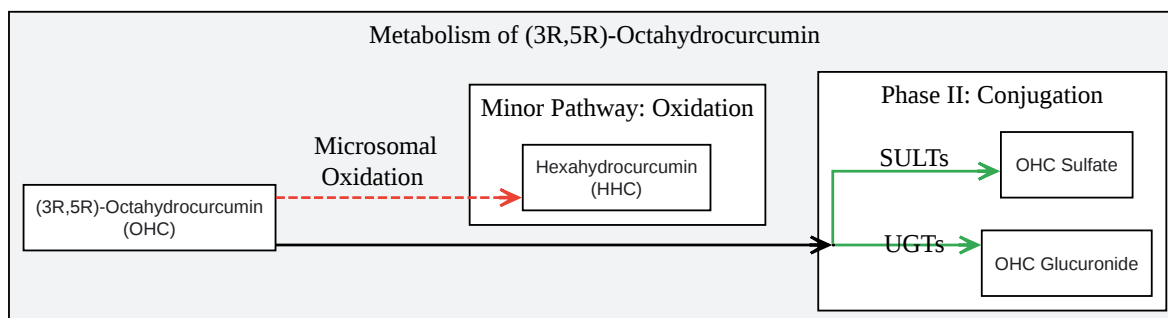 Metabolism of (3R,5R)-Octahydrocurcumin
(3R,5R)-Octahydrocurcumin
(OHC)
Microsomal
Oxidation
Minor Pathway: Oxidation
Hexahydrocurcumin
(HHC)
Phase II: Conjugation
SULTs
OHC Sulfate
UGTs
OHC Glucuronide